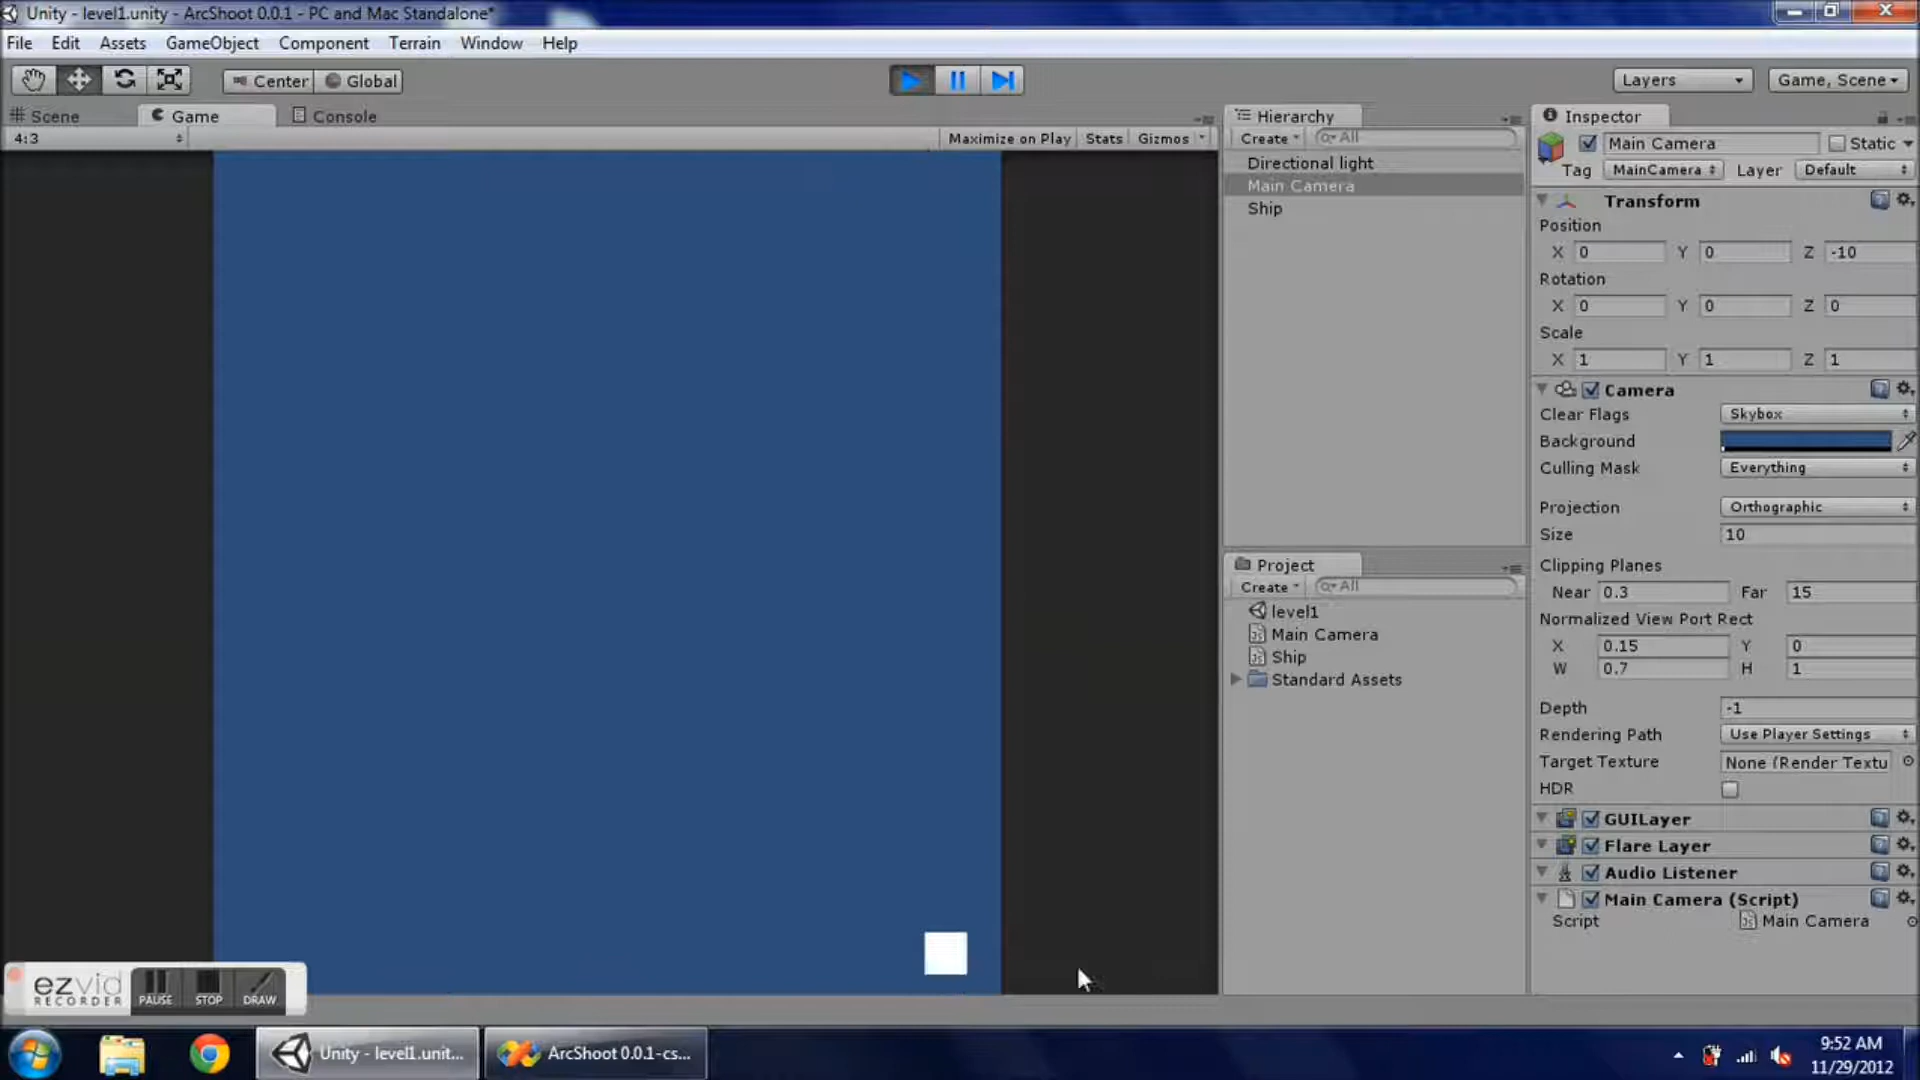 Unity - level1.unity - ArcShoot 0.0.1 - PC and Mac Standalone*
File Edit Assets GameObject Component Terrain Window Help
Center Global
Layers Game, Scene
Scene Game Console
4:3
Maximize on Play Stats Gizmos
Hierarchy
Create All
Directional light
Main Camera
Ship
Project
Create All
level1
Main Camera
Ship
Standard Assets
Inspector
Main Camera Static
Tag MainCamera Layer Default
Transform
Position
X 0 Y 0 Z -10
Rotation
X 0 Y 0 Z 0
Scale
X 1 Y 1 Z 1
Camera
Clear Flags Skybox
Background
Culling Mask Everything
Projection Orthographic
Size 10
Clipping Planes
Near 0.3 Far 15
Normalized View Port Rect
X 0.15 Y 0
W 0.7 H 1
Depth -1
Rendering Path Use Player Settings
Target Texture None (Render Textu
HDR
GUILayer
Flare Layer
Audio Listener
Main Camera (Script)
Script Main Camera
ezvid
RECORDER
PAUSE STOP DRAW
Unity - level1.unit...
ArcShoot 0.0.1-cs...
9:52 AM
11/29/2012